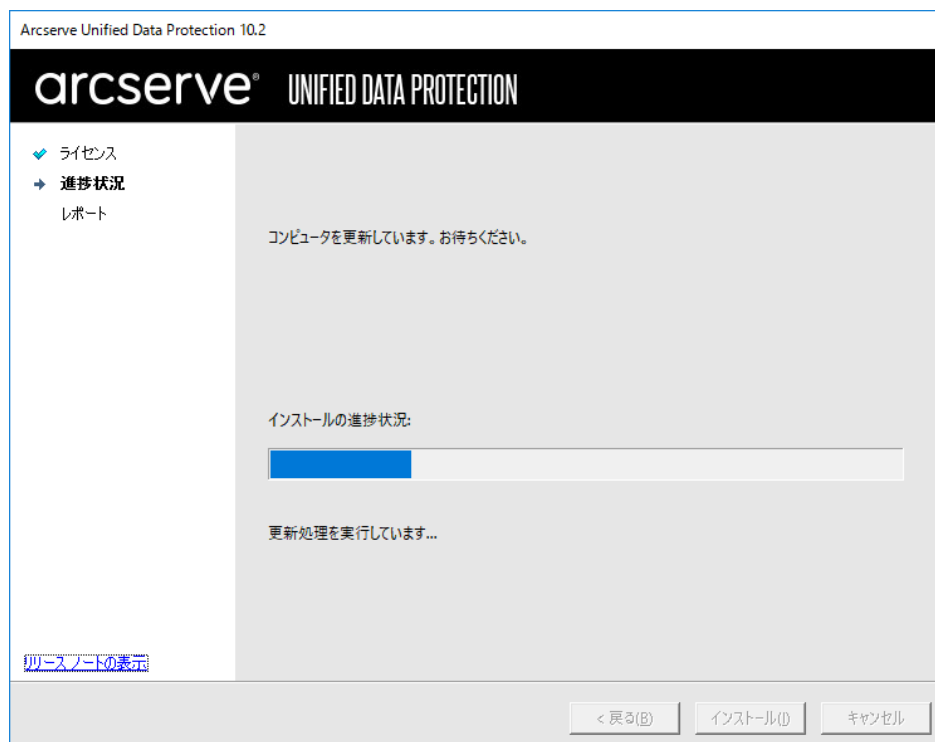 Arcserve Unified Data Protection 10.2
arcserve® UNIFIED DATA PROTECTION
ライセンス
進捗状況
レポート
コンピュータを更新しています。お待ちください。
インストールの進捗状況:
更新処理を実行しています...
リリース ノートの表示
< 戻る(B)
インストール(I)
キャンセル